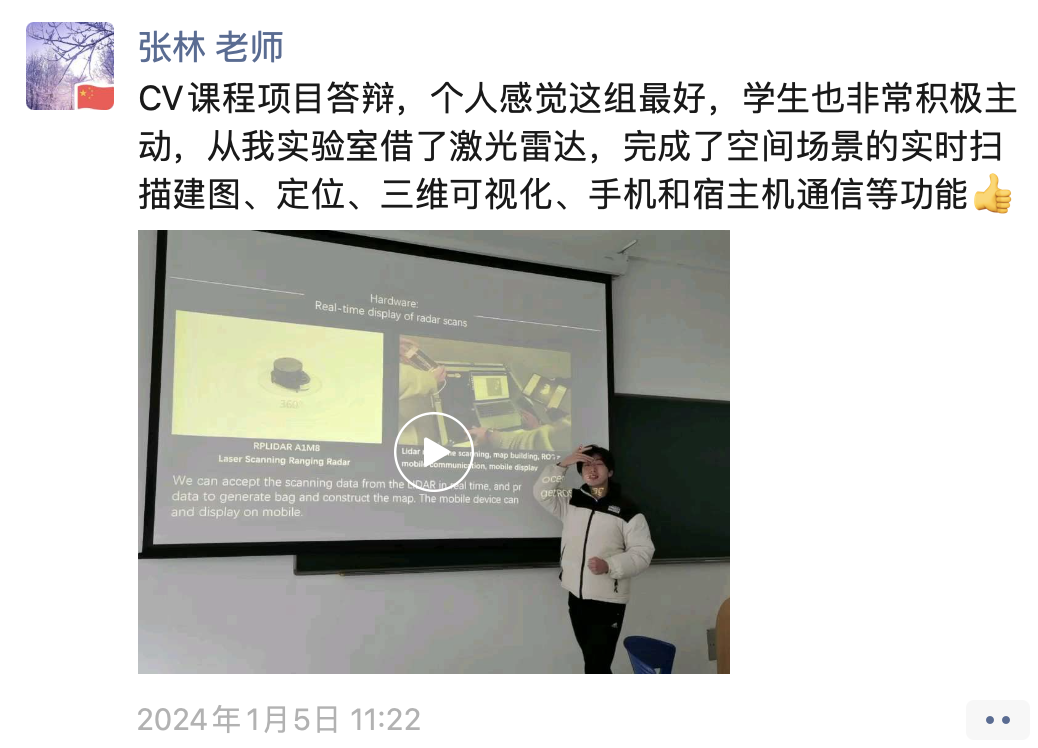 张林 老师
CV课程项目答辩，个人感觉这组最好，学生也非常积极主
动，从我实验室借了激光雷达，完成了空间场景的实时扫
描建图、定位、三维可视化、手机和宿主机通信等功能👍
Hardware:
Real-time display of radar scans
360°
RPLIDAR A1M8
Laser Scanning Ranging Radar
Lidar scanning, map building,
mobile communication, mobile display
We can accept the scanning data from the LIDAR in real time, and pr
data to generate bag and construct the map. The mobile device can
and display on mobile.
2024年1月5日 11:22